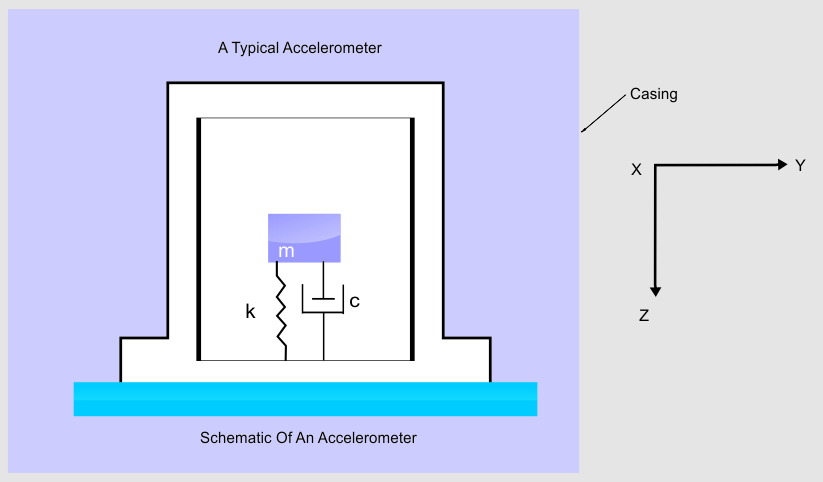 A Typical Accelerometer
Casing
X
Y
m
k
c
Z
Schematic Of An Accelerometer